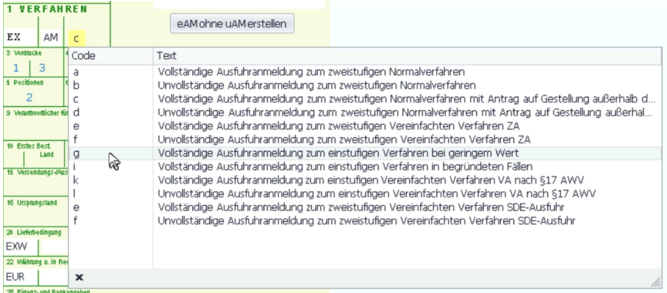 1 VERFAHREN
eAM ohne uAM erstellen
EX AM c
3 Vordrucke
1 3
5 Positionen
2
9 Verantwortlicher für
10 Erstes Best.
Land
16 Ursprungsland
20 Lieferbedingung
EXW
22 Währung u. in Re
EUR
Code Text
a Vollständige Ausfuhranmeldung zum zweistufigen Normalverfahren
b Unvollständige Ausfuhranmeldung zum zweistufigen Normalverfahren
c Vollständige Ausfuhranmeldung zum zweistufigen Normalverfahren mit Antrag auf Gestellung außerhalb d...
d Unvollständige Ausfuhranmeldung zum zweistufigen Normalverfahren mit Antrag auf Gestellung außerhal...
e Vollständige Ausfuhranmeldung zum zweistufigen Vereinfachten Verfahren ZA
f Unvollständige Ausfuhranmeldung zum zweistufigen Vereinfachten Verfahren ZA
g Vollständige Ausfuhranmeldung zum einstufigen Verfahren bei geringem Wert
i Vollständige Ausfuhranmeldung zum einstufigen Verfahren in begründeten Fällen
k Vollständige Ausfuhranmeldung zum einstufigen Vereinfachten Verfahren VA nach §17 AWV
l Unvollständige Ausfuhranmeldung zum einstufigen Vereinfachten Verfahren VA nach §17 AWV
e Vollständige Ausfuhranmeldung zum zweistufigen Vereinfachten Verfahren SDE-Ausfuhr
f Unvollständige Ausfuhranmeldung zum zweistufigen Vereinfachten Verfahren SDE-Ausfuhr